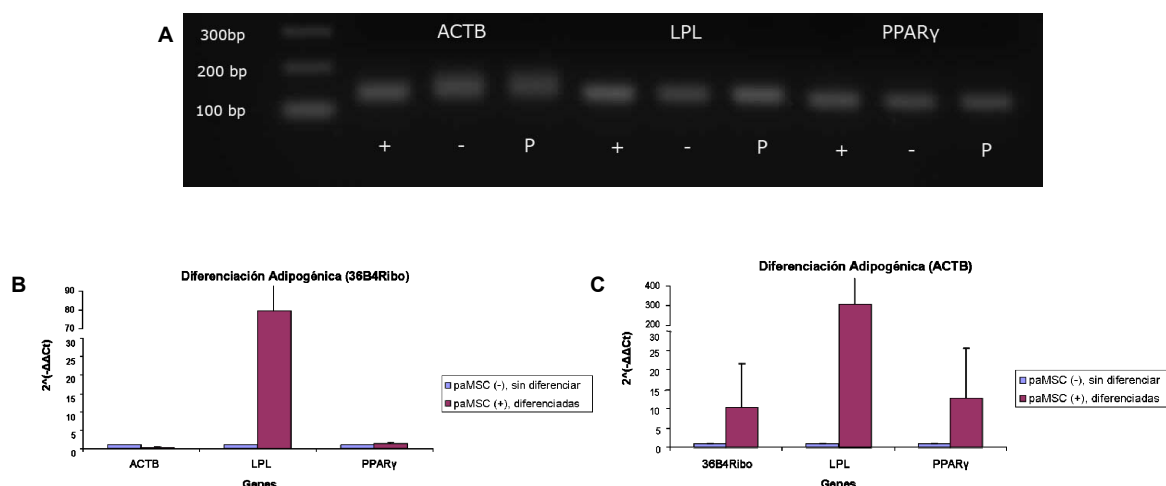 A
300bp
200 bp
100 bp
ACTB LPL PPARγ
+ - P + - P + - P
B
Diferenciación Adipogénica (36B4Ribo)
2^(-ΔΔCt)
90
80
70
30
25
20
15
10
5
0
ACTB LPL PPARγ
Genes
paMSC (-), sin diferenciar
paMSC (+), diferenciadas
C
Diferenciación Adipogénica (ACTB)
2^(-ΔΔCt)
400
300
200
30
25
20
15
10
5
0
36B4Ribo LPL PPARγ
Genes
paMSC (-), sin diferenciar
paMSC (+), diferenciadas